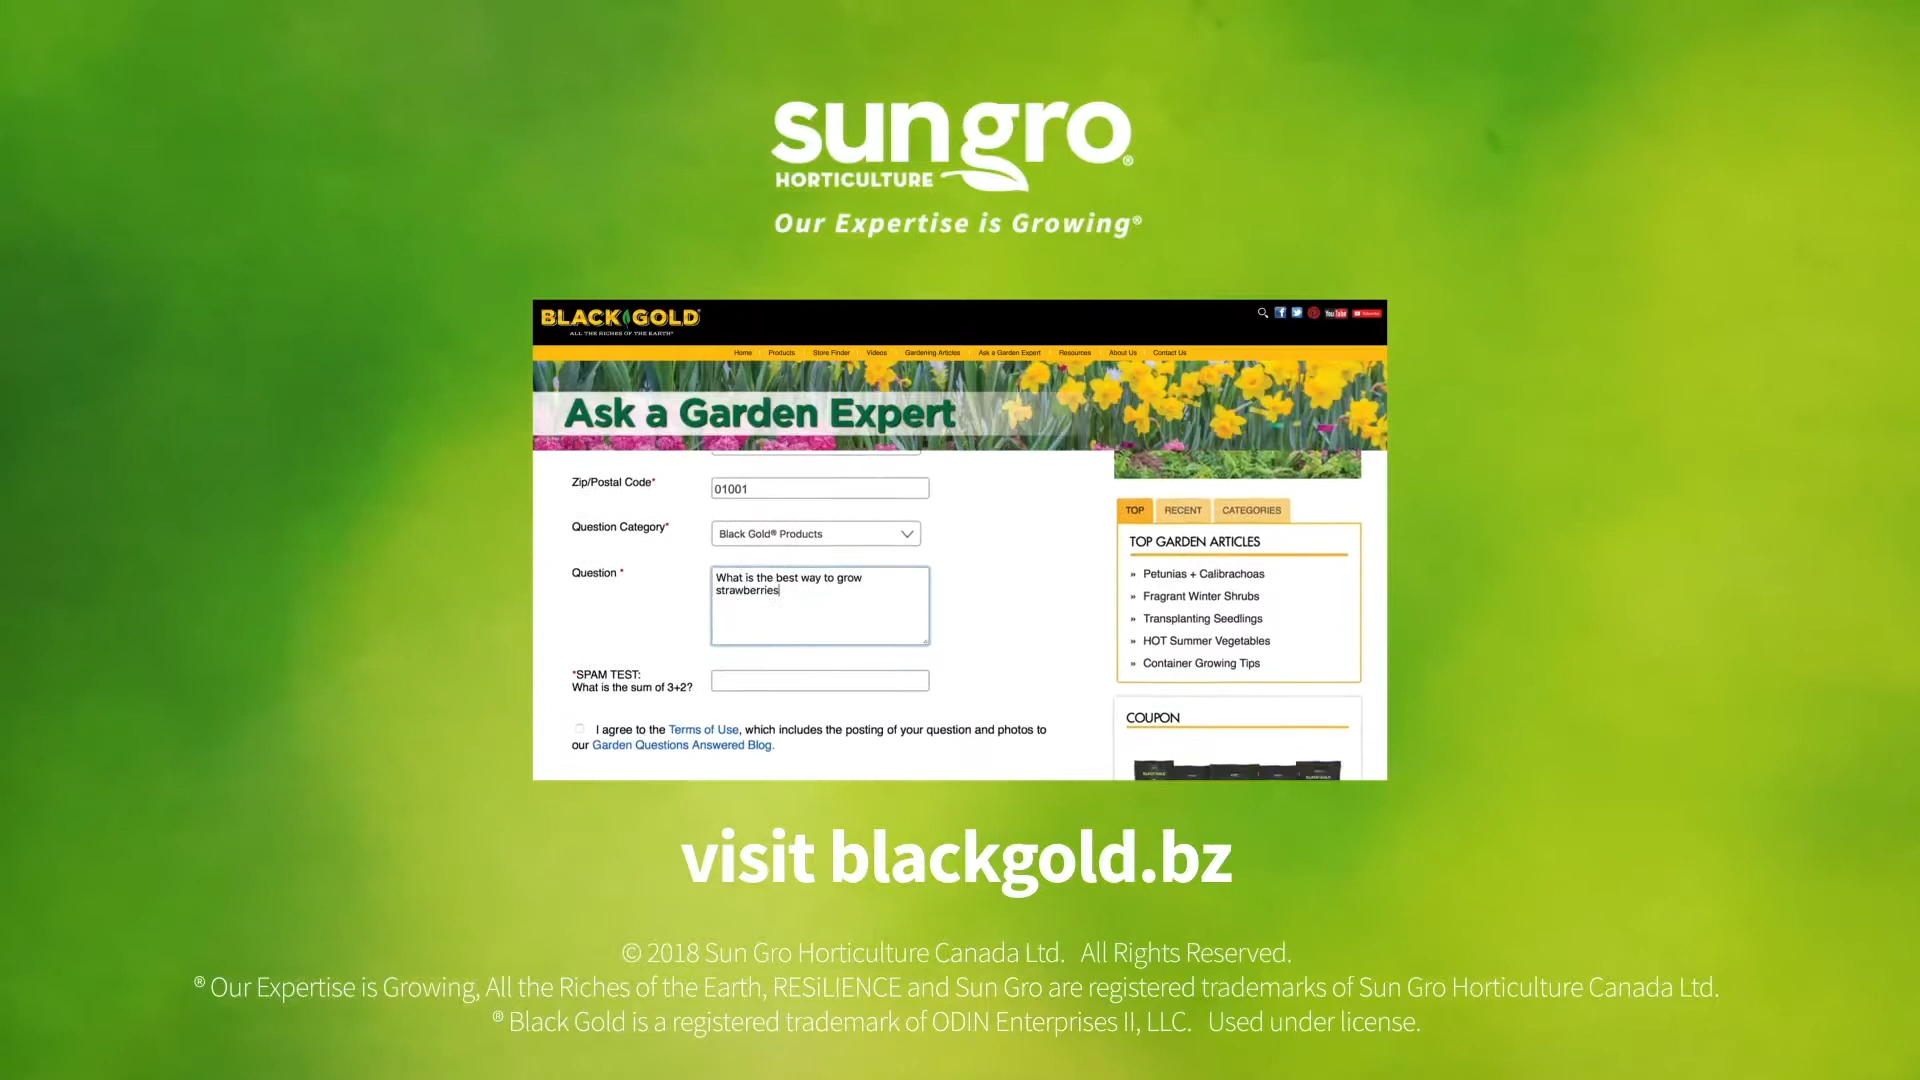 sun gro®
HORTICULTURE
Our Expertise is Growing®
BLACK GOLD®
ALL THE RICHES OF THE EARTH®
You Tube
Home Products Store Finder Videos Gardening Articles Ask a Garden Expert Resources About Us Contact Us
Ask a Garden Expert
Zip/Postal Code*
01001
Question Category*
Black Gold® Products
Question *
What is the best way to grow
strawberries
*SPAM TEST:
What is the sum of 3+2?
I agree to the Terms of Use, which includes the posting of your question and photos to
our Garden Questions Answered Blog.
TOP RECENT CATEGORIES
TOP GARDEN ARTICLES
» Petunias + Calibrachoas
» Fragrant Winter Shrubs
» Transplanting Seedlings
» HOT Summer Vegetables
» Container Growing Tips
COUPON
visit blackgold.bz
© 2018 Sun Gro Horticulture Canada Ltd. All Rights Reserved.
® Our Expertise is Growing, All the Riches of the Earth, RESiLIENCE and Sun Gro are registered trademarks of Sun Gro Horticulture Canada Ltd.
® Black Gold is a registered trademark of ODIN Enterprises II, LLC. Used under license.